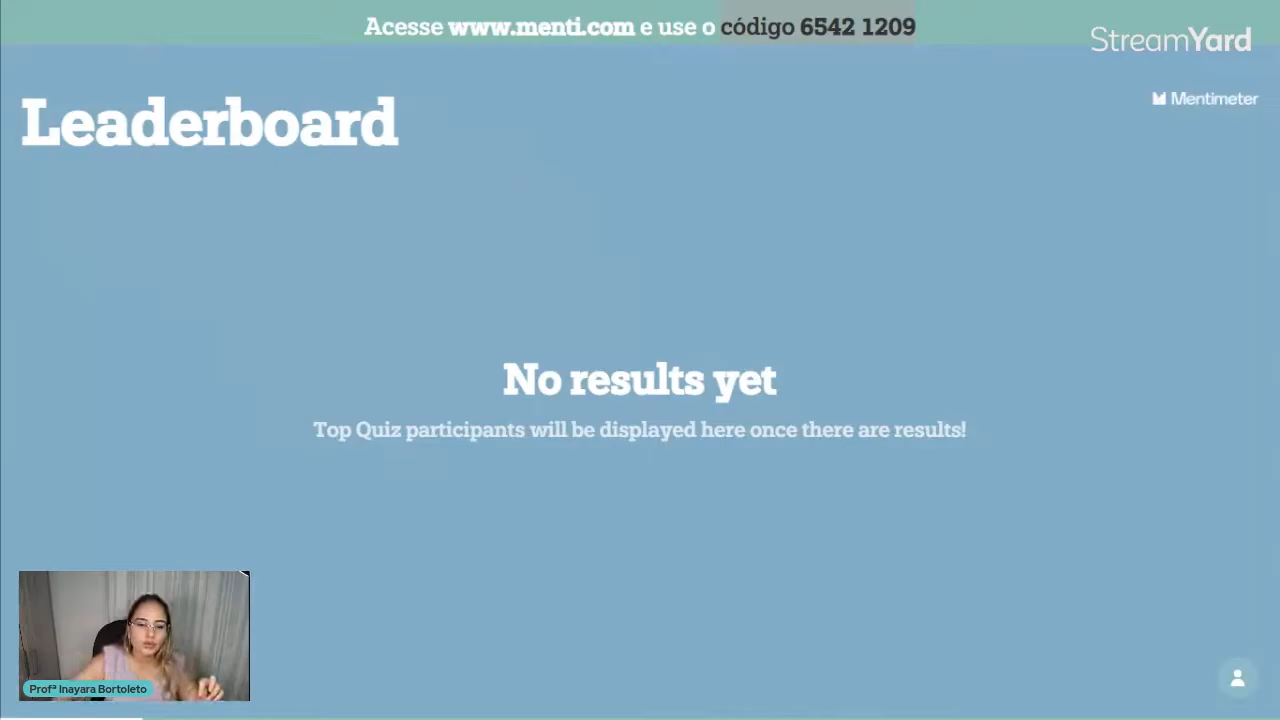 Acesse www.menti.com e use o código 6542 1209
StreamYard
Mentimeter
Leaderboard
No results yet
Top Quiz participants will be displayed here once there are results!
Profª Inayara Bortoleto